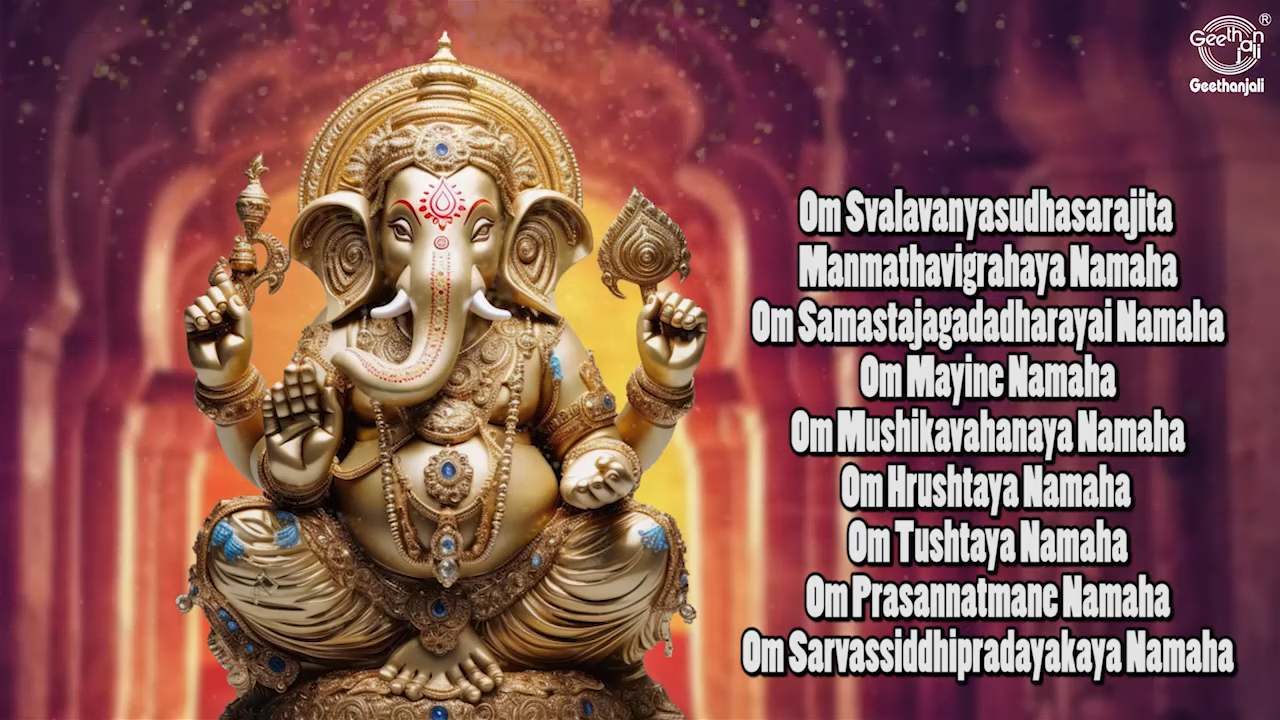 Geethanjali ®
Geethanjali
Om Svalavanyasudhasarajita
Manmathavigrahaya Namaha
Om Samastajagadadharayai Namaha
Om Mayine Namaha
Om Mushikavahanaya Namaha
Om Hrushtaya Namaha
Om Tushtaya Namaha
Om Prasannatmane Namaha
Om Sarvassiddhipradayakaya Namaha